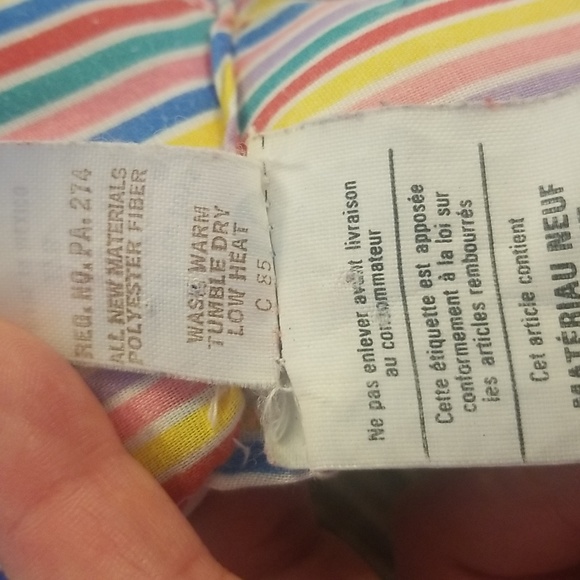 REG. NO. PA. 274
ALL NEW MATERIALS
POLYESTER FIBER
WASH WARM
TUMBLE DRY
LOW HEAT
C 85
Ne pas enlever avant livraison
au consommateur
Cette étiquette est apposée
conformement à la loi sur
les articles rembourrés
Cet article contient
MATÉRIAU NEUF